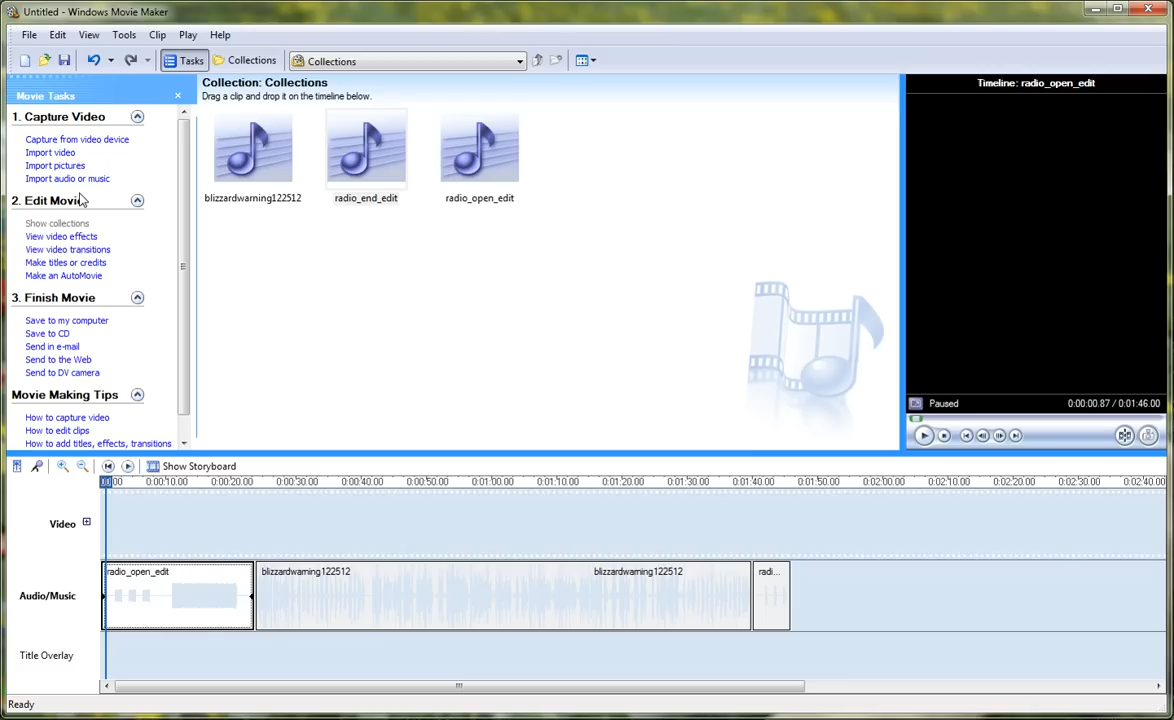 Untitled - Windows Movie Maker
File Edit View Tools Clip Play Help
Tasks Collections Collections
Movie Tasks
1. Capture Video
Capture from video device
Import video
Import pictures
Import audio or music
2. Edit Movie
Show collections
View video effects
View video transitions
Make titles or credits
Make an AutoMovie
3. Finish Movie
Save to my computer
Save to CD
Send in e-mail
Send to the Web
Send to DV camera
Movie Making Tips
How to capture video
How to edit clips
How to add titles, effects, transitions
Collection: Collections
Drag a clip and drop it on the timeline below.
blizzardwarning122512
radio_end_edit
radio_open_edit
Timeline: radio_open_edit
Paused 0:00:00.87 / 0:01:46.00
Show Storyboard
00 0:00:10.00 0:00:20.00 0:00:30.00 0:00:40.00 0:00:50.00 0:01:00.00 0:01:10.00 0:01:20.00 0:01:30.00 0:01:40.00 0:01:50.00 0:02:00.00 0:02:10.00 0:02:20.00 0:02:30.00 0:02:40.00
Video
radio_open_edit blizzardwarning122512 blizzardwarning122512 radi...
Audio/Music
Title Overlay
Ready